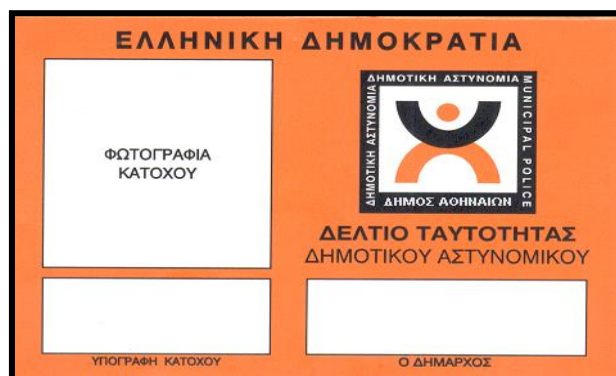 ΕΛΛΗΝΙΚΗ ΔΗΜΟΚΡΑΤΙΑ
ΦΩΤΟΓΡΑΦΙΑ
ΚΑΤΟΧΟΥ
ΔΗΜΟΤΙΚΗ ΑΣΤΥΝΟΜΙΑ
ΔΗΜΟΤΙΚΗ ΑΣΤΥΝΟΜΙΑ
MUNICIPAL POLICE
ΔΗΜΟΣ ΑΘΗΝΑΙΩΝ
ΔΕΛΤΙΟ ΤΑΥΤΟΤΗΤΑΣ
ΔΗΜΟΤΙΚΟΥ ΑΣΤΥΝΟΜΙΚΟΥ
ΥΠΟΓΡΑΦΗ ΚΑΤΟΧΟΥ
Ο ΔΗΜΑΡΧΟΣ